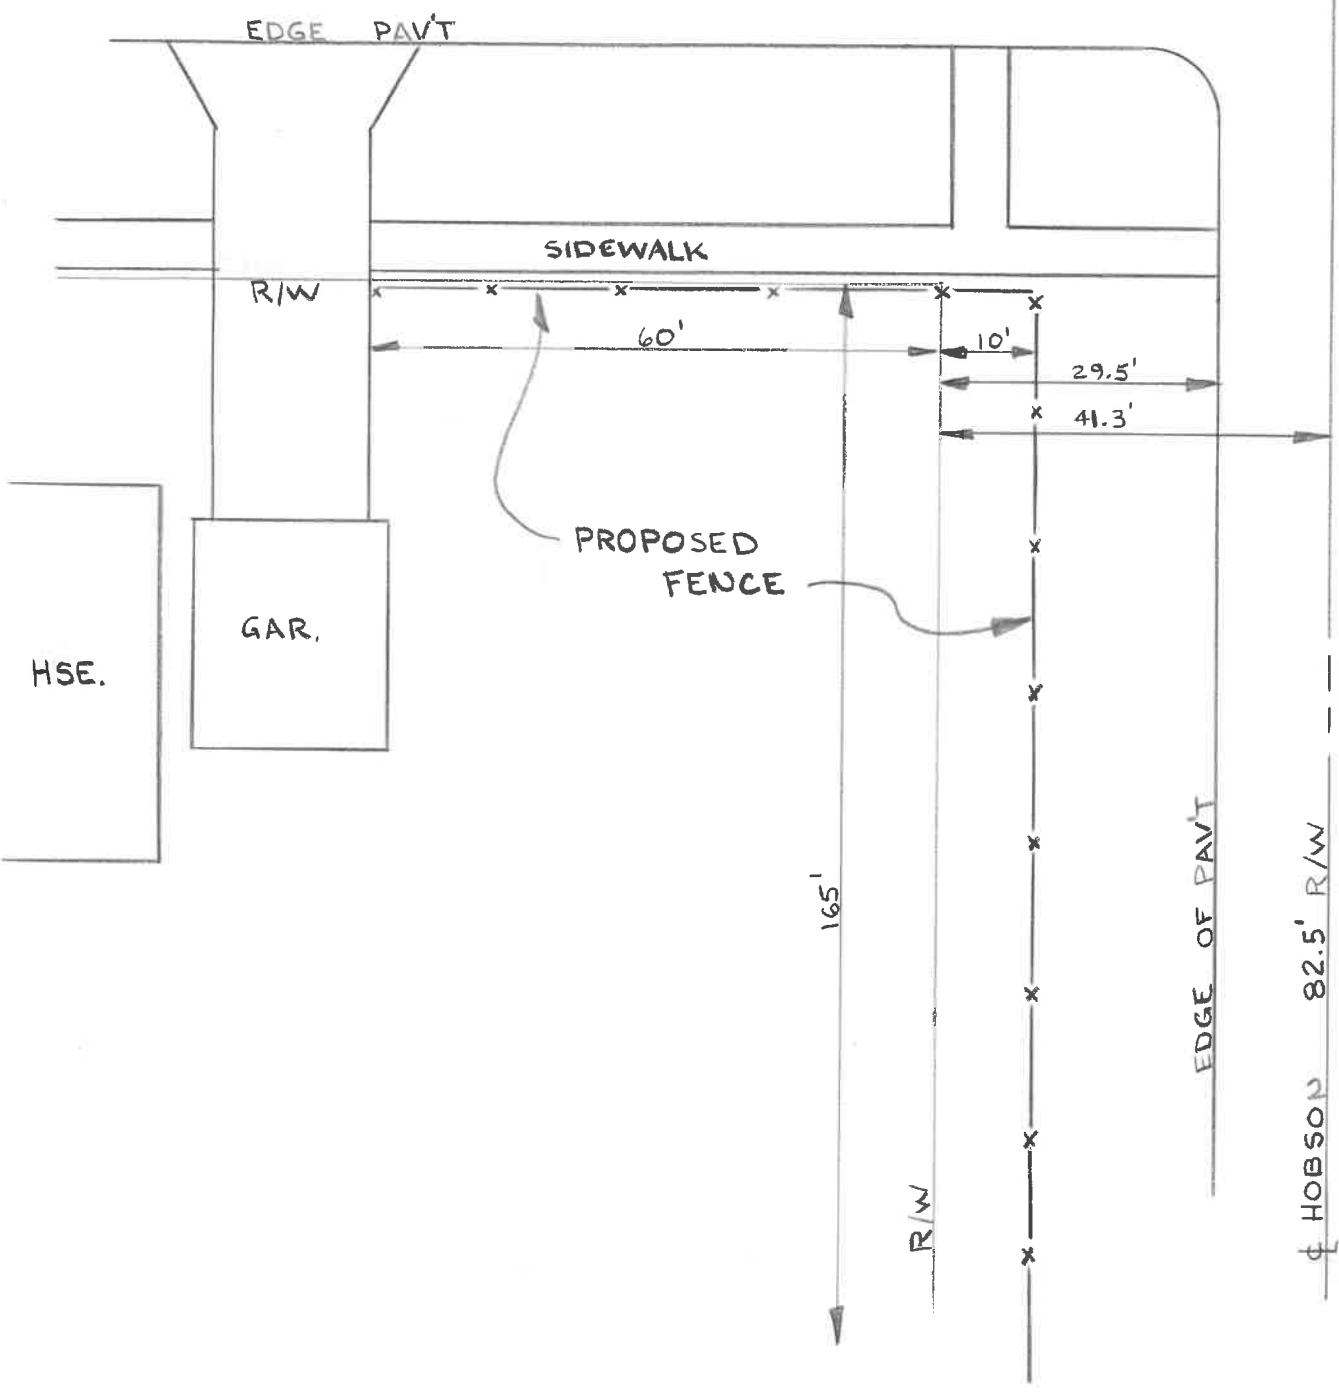 EDGE PAV'T
SIDEWALK
R/W
60'
10'
29.5'
41.3'
PROPOSED
FENCE
GAR.
HSE.
165'
R/W
EDGE OF PAV'T
℄ HOBSON 82.5' R/W